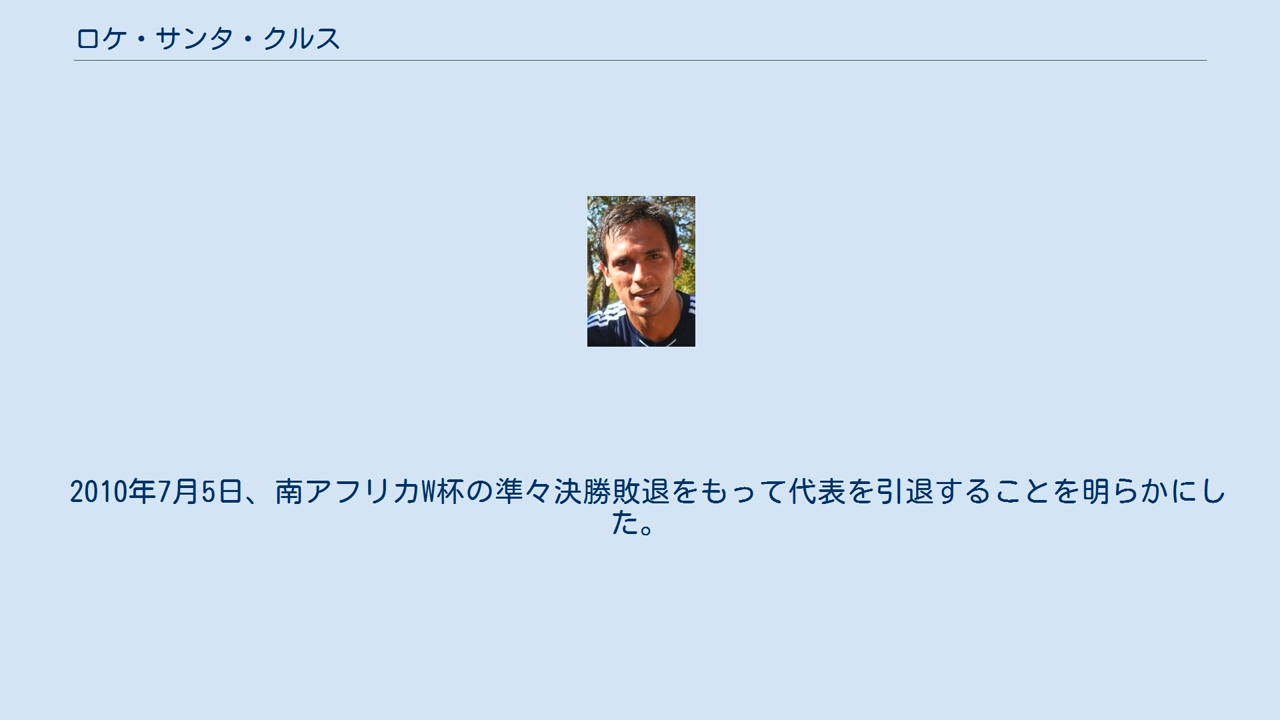 ロケ・サンタ・クルス
2010年7月5日、南アフリカW杯の準々決勝敗退をもって代表を引退することを明らかにし
た。